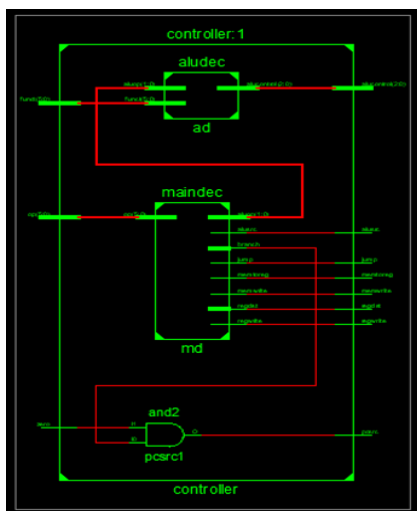 controller:1
aludec
aluop(1:0)
alucontrol(2:0)
alucontrol(2:0)
funct(5:0)
funct(5:0)
ad
maindec
op(5:0)
op(5:0)
aluop(1:0)
alusrc
alusrc
branch
jump
jump
memtoreg
memtoreg
memwrite
memwrite
regdst
regdst
regwrite
regwrite
md
and2
zero
I1
I0
O
pcsrc
pcsrc1
controller